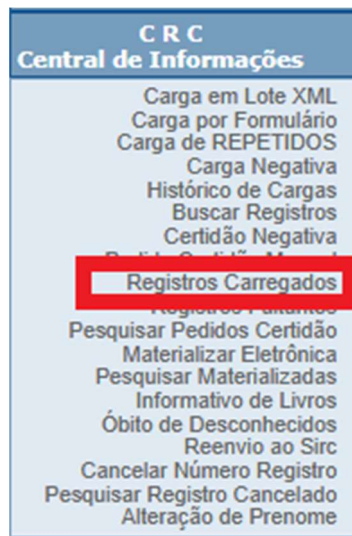 C R C
Central de Informações
Carga em Lote XML
Carga por Formulário
Carga de REPETIDOS
Carga Negativa
Histórico de Cargas
Buscar Registros
Certidão Negativa
Registros Carregados
Pesquisar Pedidos Certidão
Materializar Eletrônica
Pesquisar Materializadas
Informativo de Livros
Óbito de Desconhecidos
Reenvio ao Sirc
Cancelar Número Registro
Pesquisar Registro Cancelado
Alteração de Prenome